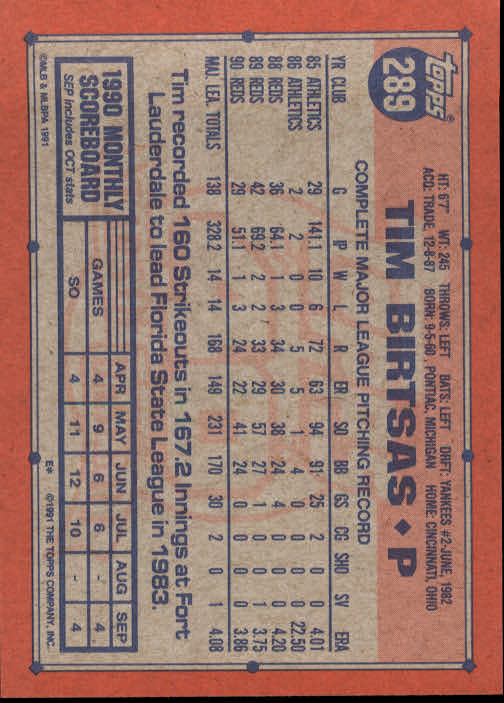 topps®
289
HT: 6'7" WT: 245 THROWS: LEFT BATS: LEFT DRFT: YANKEES #2-JUNE, 1982
ACQ: TRADE, 12-8-87 BORN: 9-5-60, PONTIAC, MICHIGAN HOME: CINCINNATI, OHIO
TIM BIRTSAS ◆ P
COMPLETE MAJOR LEAGUE PITCHING RECORD
YR CLUB G IP W L R ER SO BB GS CG SHO SV ERA
85 ATHLETICS 29 141.1 10 6 72 63 94 91 25 2 0 0 4.01
86 ATHLETICS 2 2 0 0 5 5 1 4 0 0 0 0 22.50
88 REDS 36 64.1 1 3 34 30 38 24 4 0 0 0 4.20
89 REDS 42 69.2 2 2 33 29 57 27 1 0 0 1 3.75
90 REDS 29 51.1 1 3 24 22 41 24 0 0 0 0 3.86
MAJ. LEA. TOTALS 138 328.2 14 14 168 149 231 170 30 2 0 1 4.08
Tim recorded 160 Strikeouts in 167.2 Innings at Fort
Lauderdale to lead Florida State League in 1983.
1990 MONTHLY
SCOREBOARD
SEP includes OCT stats
APR MAY JUN JUL AUG SEP
GAMES 4 9 6 6 - 4
SO 4 11 12 10 - 4
©MLB & MLBPA 1991
E* ©1991 THE TOPPS COMPANY, INC.